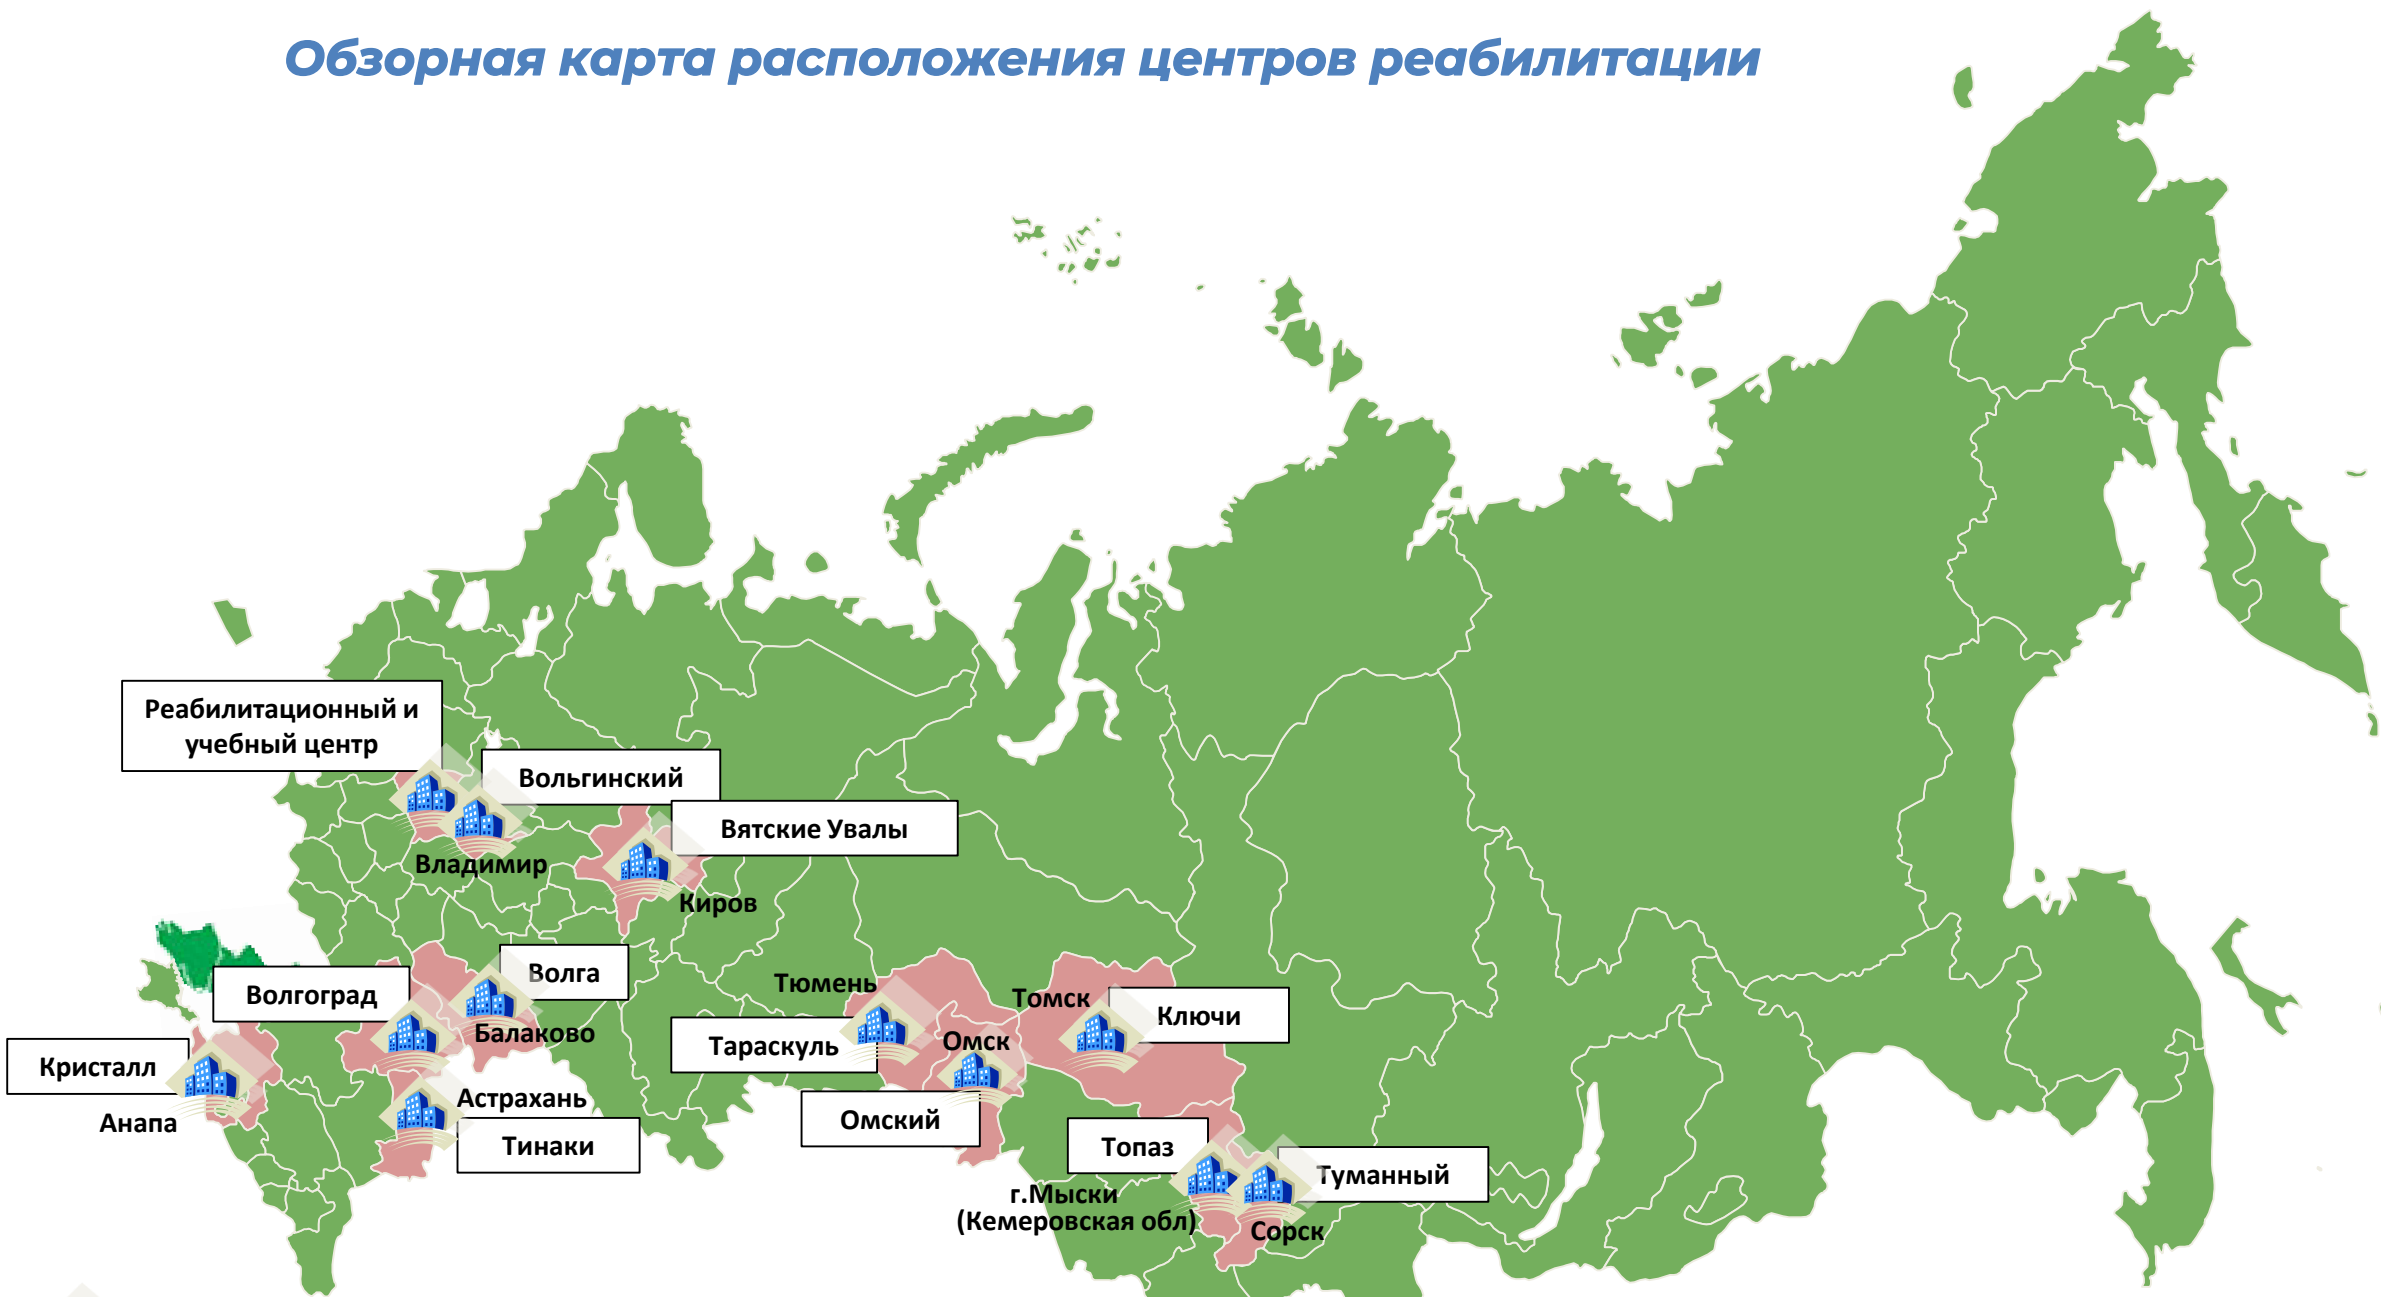 Обзорная карта расположения центров реабилитации
Реабилитационный и
учебный центр
Вольгинский
Вятские Увалы
Владимир
Киров
Волга
Волгоград
Балаково
Тюмень
Томск
Ключи
Тараскуль
Омск
Кристалл
Анапа
Астрахань
Тинаки
Омский
Топаз
Туманный
г.Мыски
(Кемеровская обл)
Сорск